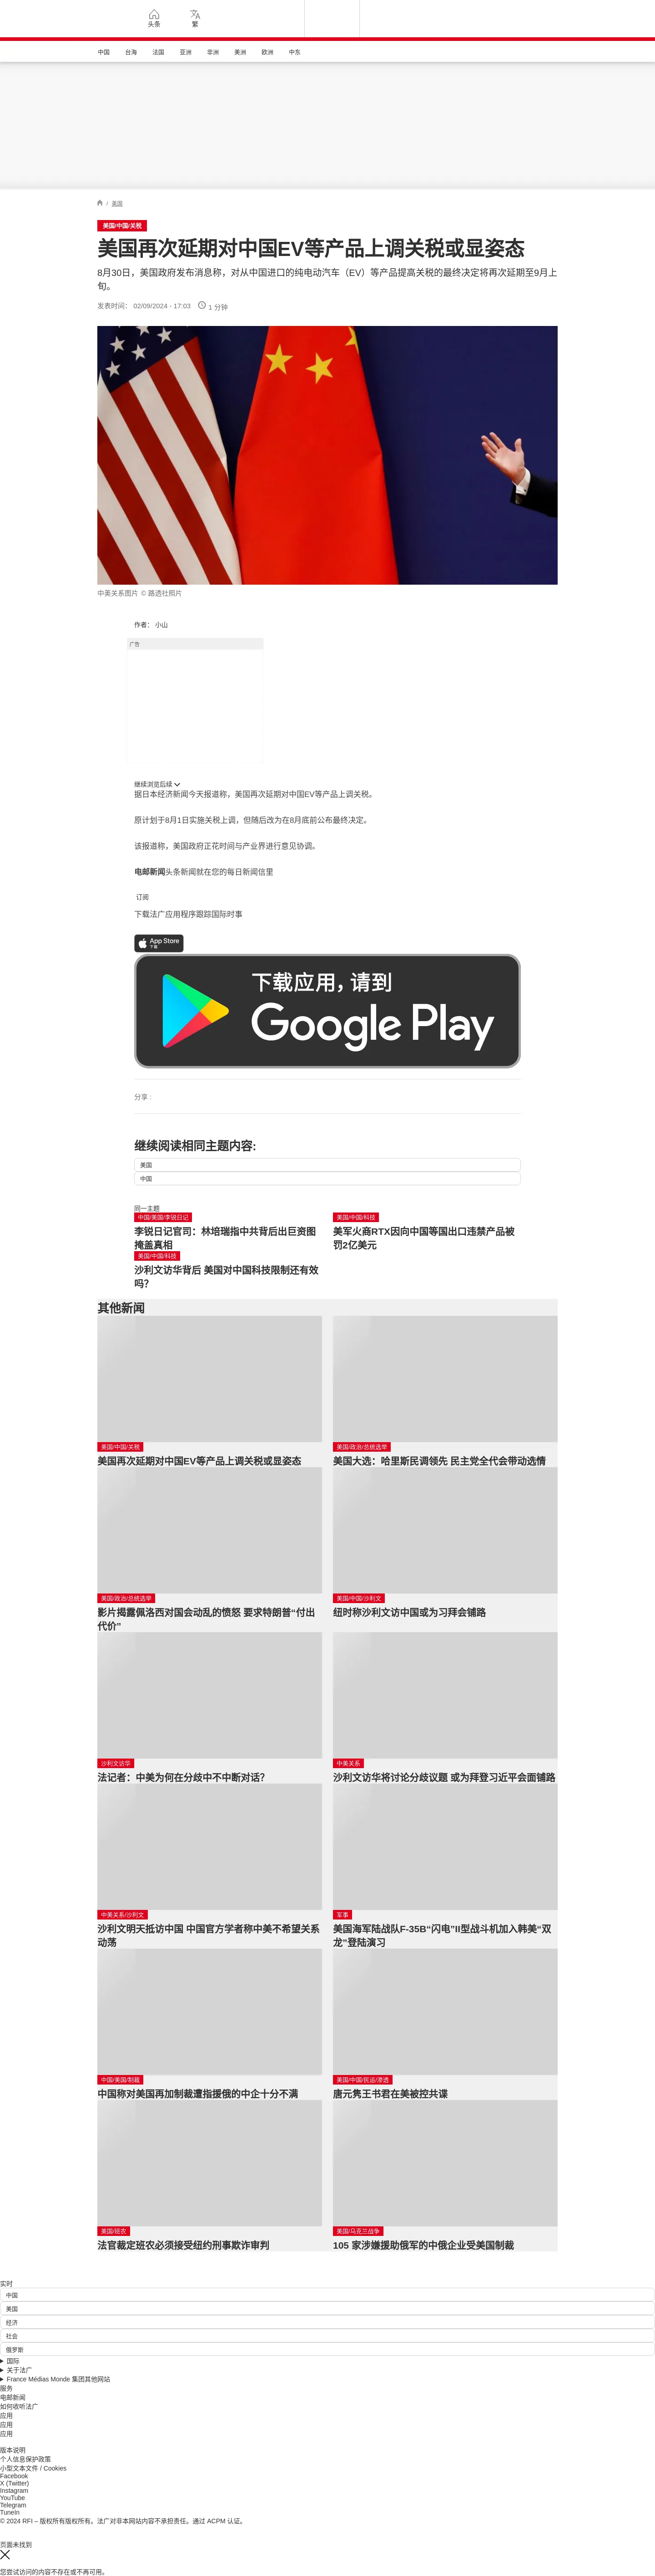 头条
繁
中国 台海 法国 亚洲 非洲 美洲 欧洲 中东
/ 美国
美国/中国/关税
美国再次延期对中国EV等产品上调关税或显姿态
8月30日，美国政府发布消息称，对从中国进口的纯电动汽车（EV）等产品提高关税的最终决定将再次延期至9月上
旬。
发表时间： 02/09/2024 - 17:03 1 分钟
中美关系图片 © 路透社照片
作者： 小山
广告
继续浏览后续
据日本经济新闻今天报道称，美国再次延期对中国EV等产品上调关税。
原计划于8月1日实施关税上调，但随后改为在8月底前公布最终决定。
该报道称，美国政府正花时间与产业界进行意见协调。
电邮新闻头条新闻就在您的每日新闻信里
订阅
下载法广应用程序跟踪国际时事
App Store
下载
下载应用，请到
Google Play
分享 :
继续阅读相同主题内容:
美国
中国
同一主题
中国/美国/李锐日记
李锐日记官司：林培瑞指中共背后出巨资图
掩盖真相
美国/中国/科技
美军火商RTX因向中国等国出口违禁产品被
罚2亿美元
美国/中国/科技
沙利文访华背后 美国对中国科技限制还有效
吗？
其他新闻
美国/中国/关税
美国再次延期对中国EV等产品上调关税或显姿态
美国/政治/总统选举
美国大选：哈里斯民调领先 民主党全代会带动选情
美国/政治/总统选举
影片揭露佩洛西对国会动乱的愤怒 要求特朗普“付出
代价”
美国/中国/沙利文
纽时称沙利文访中国或为习拜会铺路
沙利文访华
法记者：中美为何在分歧中不中断对话？
中美关系
沙利文访华将讨论分歧议题 或为拜登习近平会面铺路
中美关系/沙利文
沙利文明天抵访中国 中国官方学者称中美不希望关系
动荡
军事
美国海军陆战队F-35B“闪电”II型战斗机加入韩美“双
龙”登陆演习
中国/美国/制裁
中国称对美国再加制裁遭指援俄的中企十分不满
美国/中国/民运/渗透
唐元隽王书君在美被控共谍
美国/班农
法官裁定班农必须接受纽约刑事欺诈审判
美国/乌克兰战争
105 家涉嫌援助俄军的中俄企业受美国制裁
实时
中国
美国
经济
社会
俄罗斯
国际
关于法广
France Médias Monde 集团其他网站
服务
电邮新闻
如何收听法广
应用
应用
应用
版本说明
个人信息保护政策
小型文本文件 / Cookies
Facebook
X (Twitter)
Instagram
YouTube
Telegram
TuneIn
© 2024 RFI – 版权所有版权所有。法广对非本网站内容不承担责任。通过 ACPM 认证。
页面未找到
您尝试访问的内容不存在或不再可用。